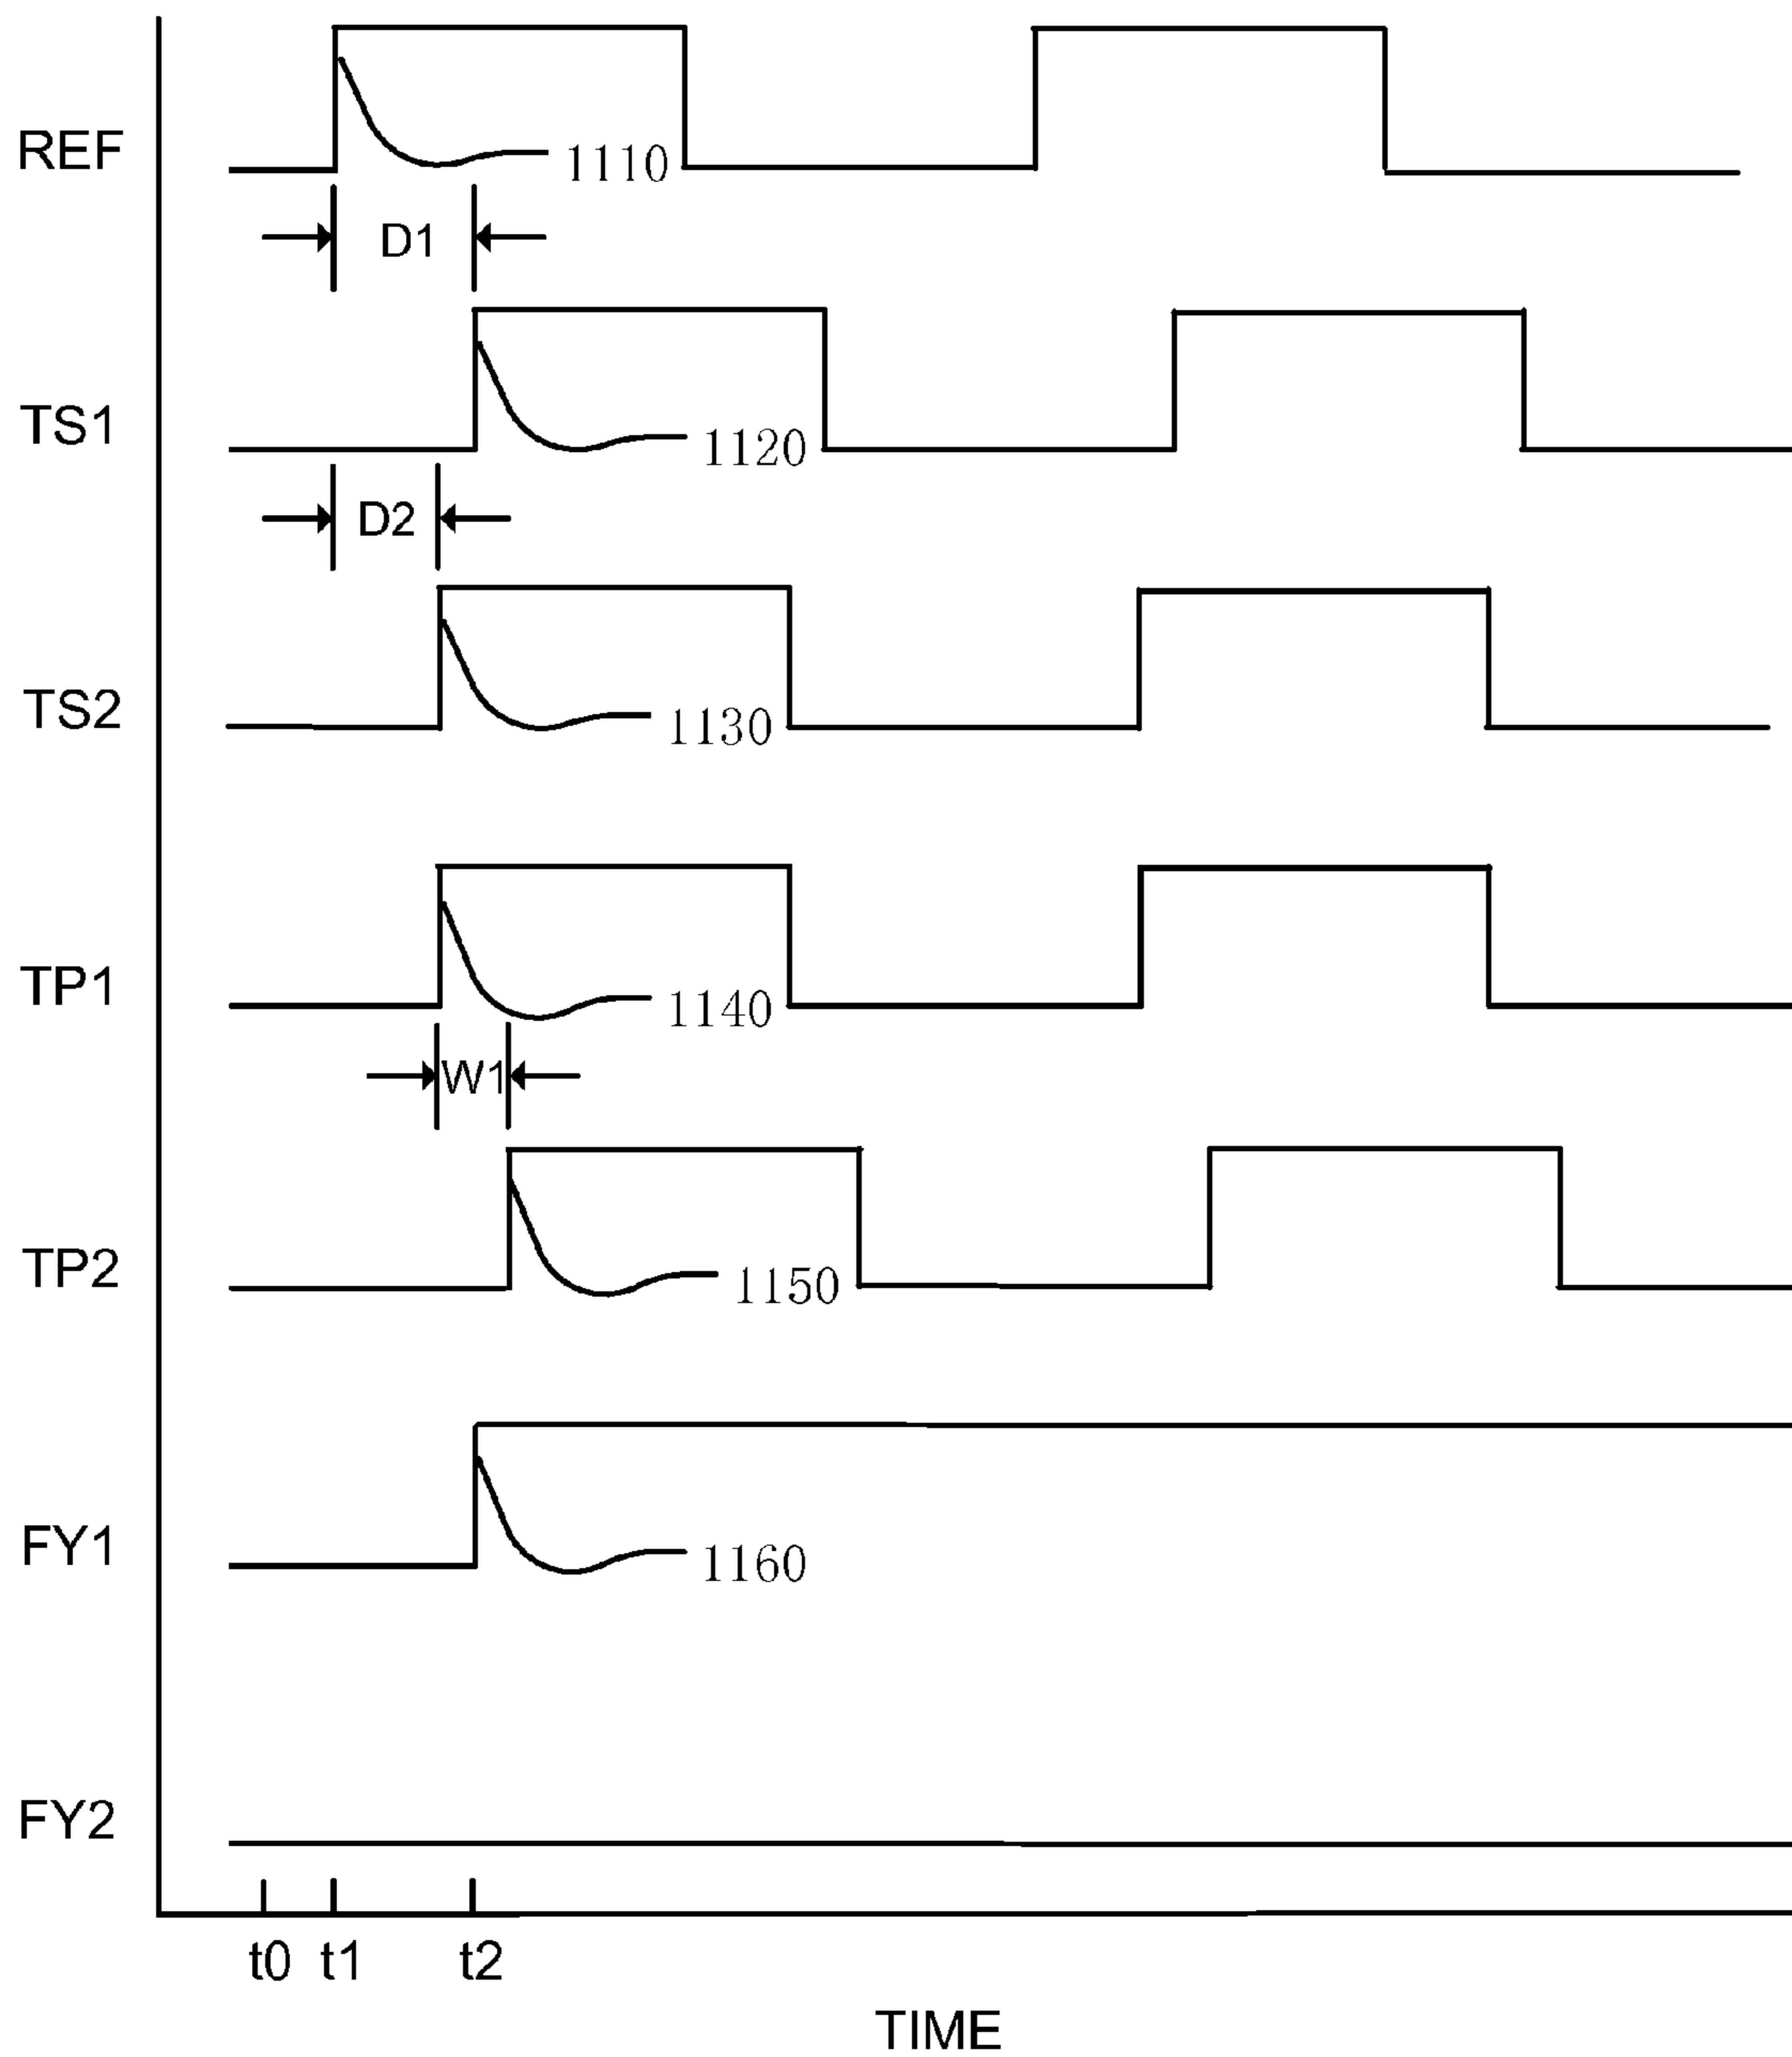 REF
1110
D1
TS1
1120
D2
TS2
1130
TP1
1140
W1
TP2
1150
FY1
1160
FY2
t0 t1 t2
TIME